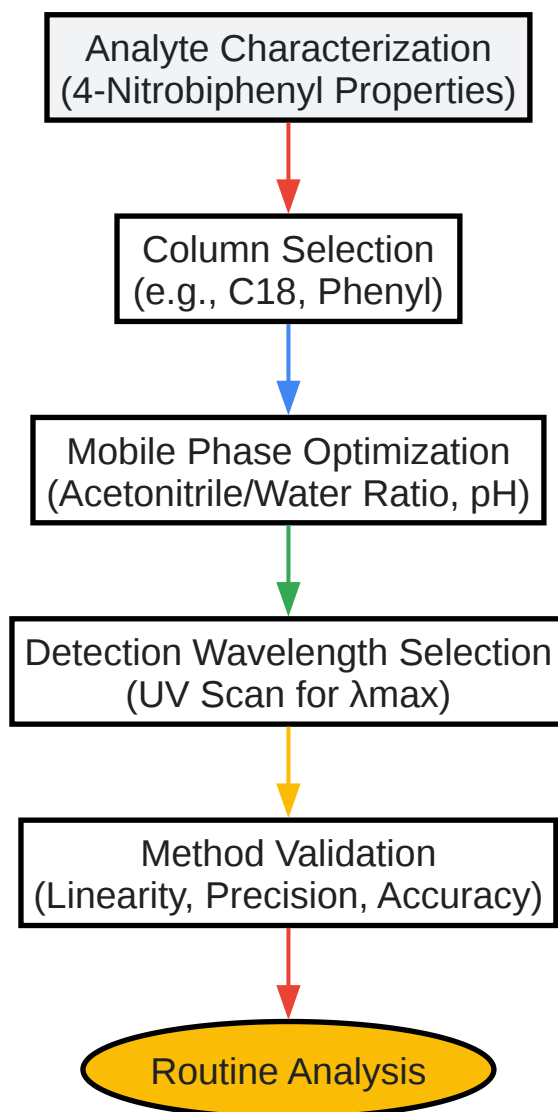 Analyte Characterization
(4-Nitrobiphenyl Properties)
Column Selection
(e.g., C18, Phenyl)
Mobile Phase Optimization
(Acetonitrile/Water Ratio, pH)
Detection Wavelength Selection
(UV Scan for λmax)
Method Validation
(Linearity, Precision, Accuracy)
Routine Analysis